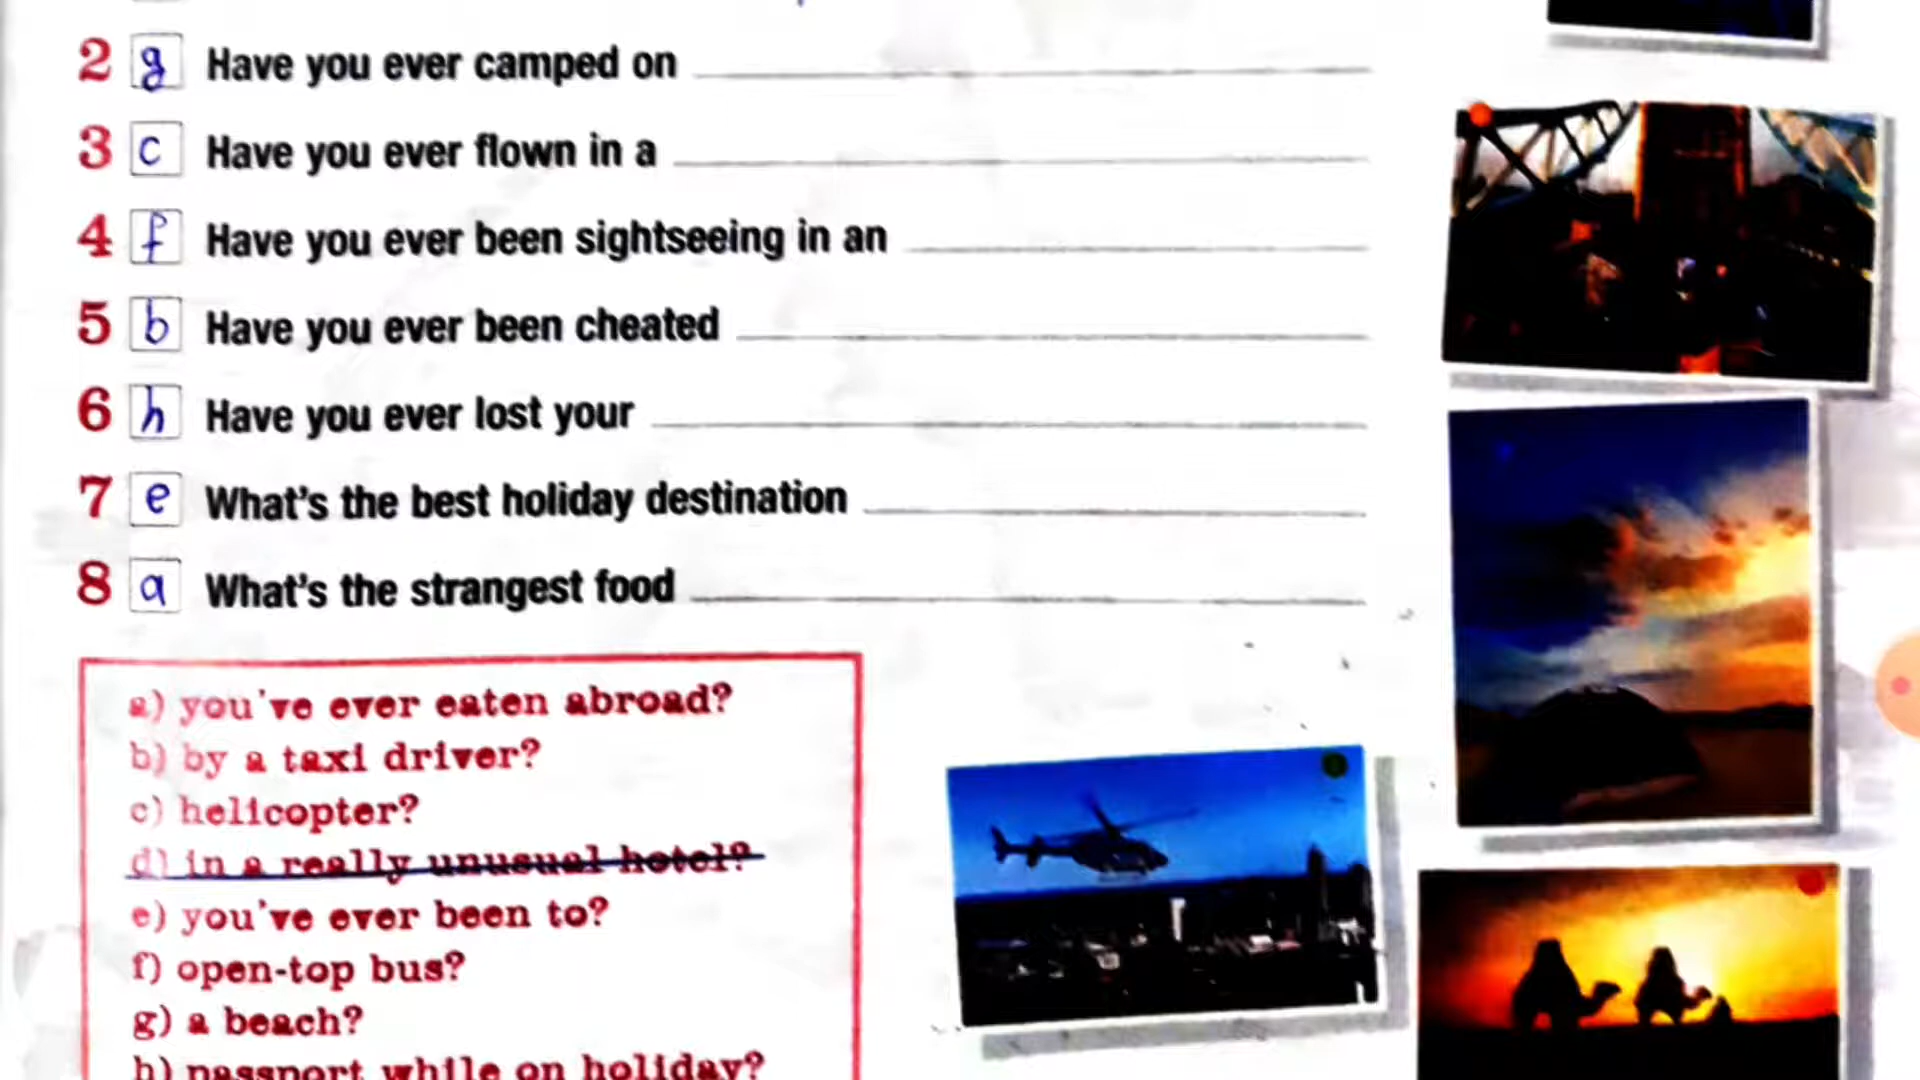 2 g Have you ever camped on
3 c Have you ever flown in a
4 f Have you ever been sightseeing in an
5 b Have you ever been cheated
6 h Have you ever lost your
7 e What's the best holiday destination
8 a What's the strangest food
a) you've ever eaten abroad?
b) by a taxi driver?
c) helicopter?
d) in a really unusual hotel?
e) you've ever been to?
f) open-top bus?
g) a beach?
h) passport while on holiday?